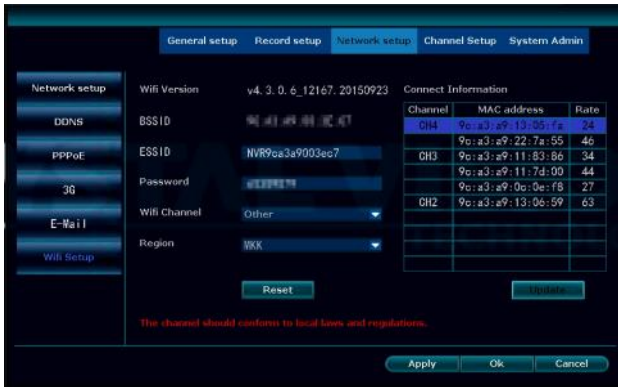 General setup Record setup Network setup Channel Setup System Admin
Network setup
DDNS
PPPoE
3G
E-Mail
Wifi Setup
Wifi Version v4. 3. 0. 6_12167. 20150923
BSSID
ESSID NVR9ca3a9003ec7
Password
Wifi Channel Other
Region MKK
Reset
Connect Information
Channel MAC address Rate
CH4 9c:a3:a9:13:05:fa 24
9c:a3:a9:22:7a:55 46
CH3 9c:a3:a9:11:83:86 34
9c:a3:a9:11:7d:00 44
9c:a3:a9:0c:0e:f8 27
CH2 9c:a3:a9:13:06:59 63
Update
The channel should conform to local laws and regulations.
Apply Ok Cancel